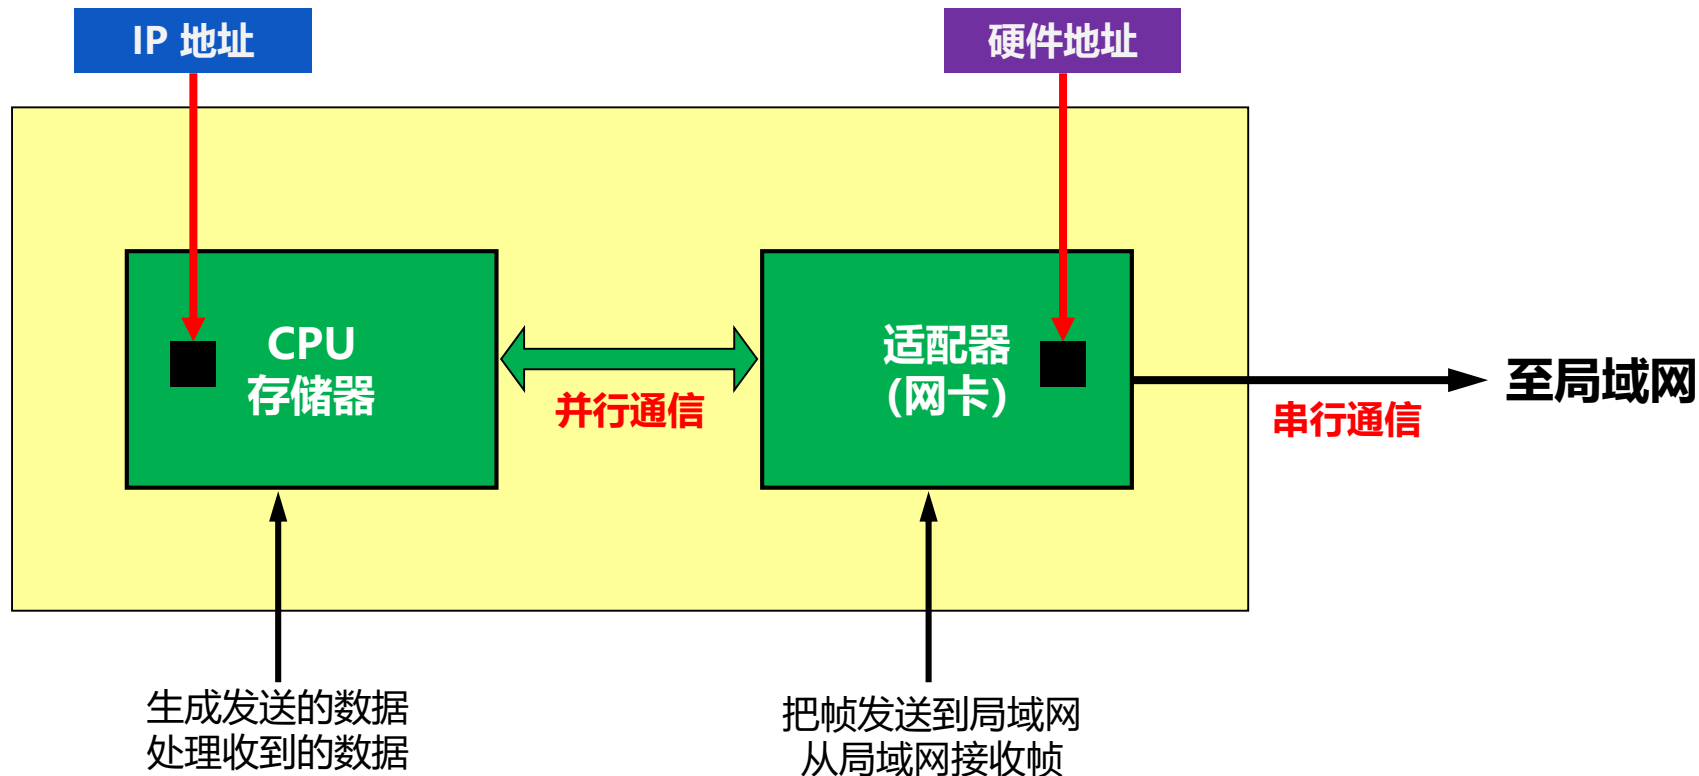 IP 地址
硬件地址
CPU
存储器
适配器
(网卡)
并行通信
串行通信
至局域网
生成发送的数据
处理收到的数据
把帧发送到局域网
从局域网接收帧